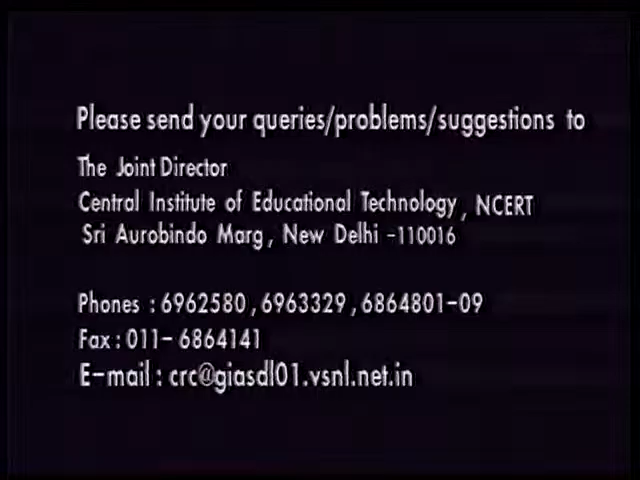 Please send your queries/problems/suggestions to
The Joint Director
Central Institute of Educational Technology, NCERT
Sri Aurobindo Marg, New Delhi -110016
Phones : 6962580, 6963329, 6864801-09
Fax : 011- 6864141
E-mail : crc@giasdl01.vsnl.net.in